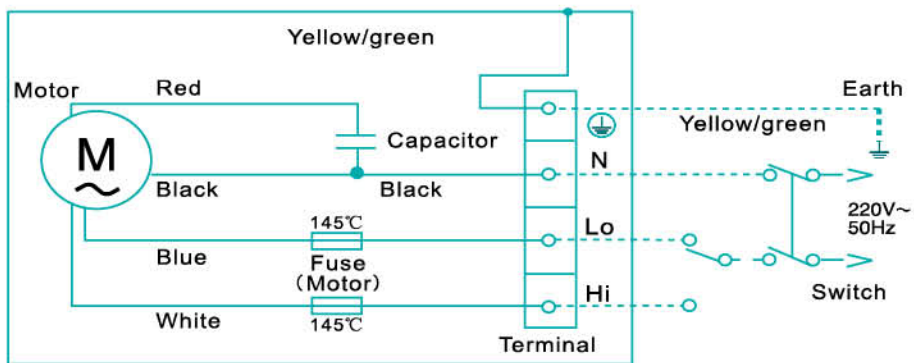 Yellow/green
Motor
Red
Earth
M
Capacitor
Yellow/green
N
Black
Black
220V~
50Hz
145℃
Lo
Blue
Fuse
(Motor)
Hi
Switch
White
145℃
Terminal